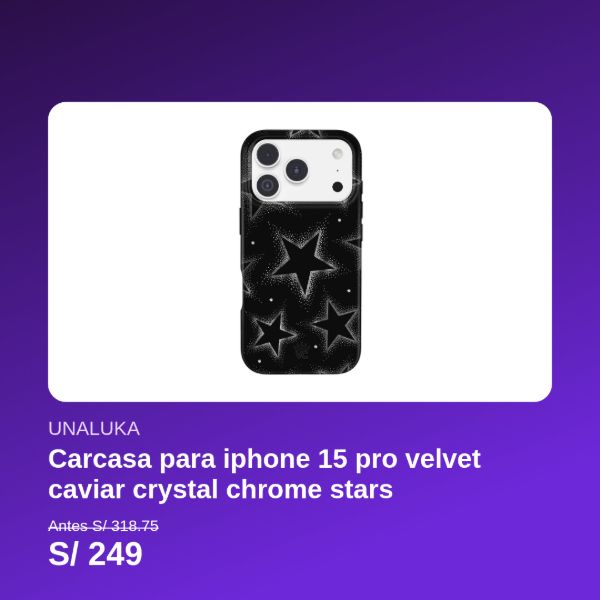 UNALUKA
Carcasa para iphone 15 pro velvet
caviar crystal chrome stars
Antes S/ 318.75
S/ 249